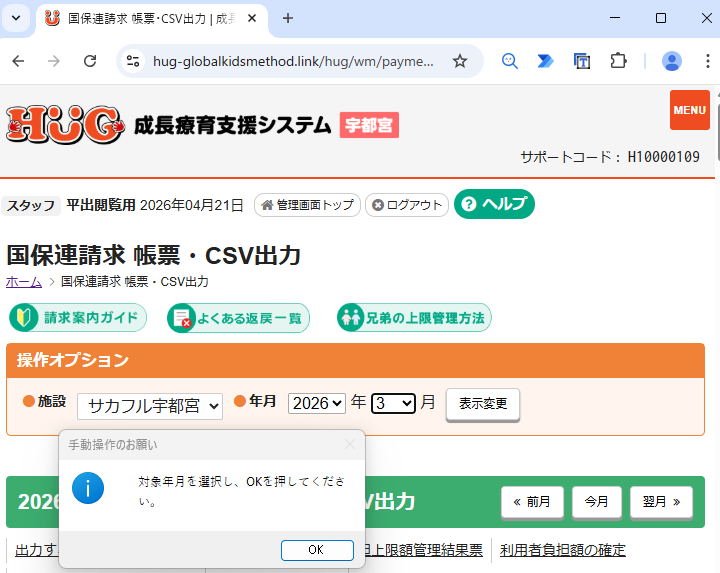 国保連請求 帳票・CSV出力 | 成長
hug-globalkidsmethod.link/hug/wm/payme...
HUG 成長療育支援システム 宇都宮
MENU
サポートコード： H10000109
スタッフ 平出閲覧用 2026年04月21日 管理画面トップ ログアウト ヘルプ
国保連請求 帳票・CSV出力
ホーム > 国保連請求 帳票・CSV出力
請求案内ガイド よくある返戻一覧 兄弟の上限管理方法
操作オプション
施設 サカフル宇都宮 年月 2026 年 3 月 表示変更
手動操作のお願い
対象年月を選択し、OKを押してくださ
い。
OK
2026 V出力 « 前月 今月 翌月 »
出力す 上限額管理結果票 利用者負担額の確定